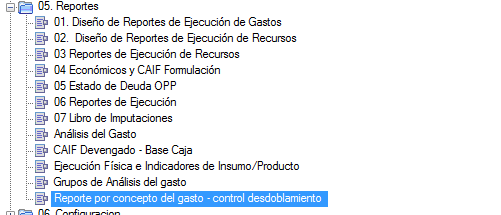 05. Reportes
01. Diseño de Reportes de Ejecución de Gastos
02. Diseño de Reportes de Ejecución de Recursos
03 Reportes de Ejecución de Recursos
04 Económicos y CAIF Formulación
05 Estado de Deuda OPP
06 Reportes de Ejecución
07 Libro de Imputaciones
Análisis del Gasto
CAIF Devengado - Base Caja
Ejecución Física e Indicadores de Insumo/Producto
Grupos de Análisis del gasto
Reporte por concepto del gasto - control desdoblamiento
06. Configuracion